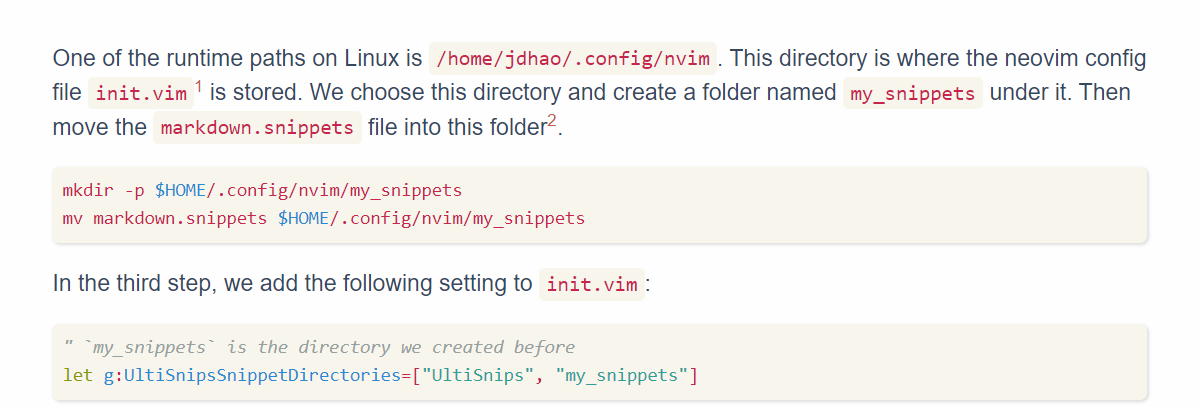 One of the runtime paths on Linux is /home/jdhao/.config/nvim . This directory is where the neovim config
file init.vim 1 is stored. We choose this directory and create a folder named my_snippets under it. Then
move the markdown.snippets file into this folder2.
mkdir -p $HOME/.config/nvim/my_snippets
mv markdown.snippets $HOME/.config/nvim/my_snippets
In the third step, we add the following setting to init.vim :
" `my_snippets` is the directory we created before
let g:UltiSnipsSnippetDirectories=["UltiSnips", "my_snippets"]